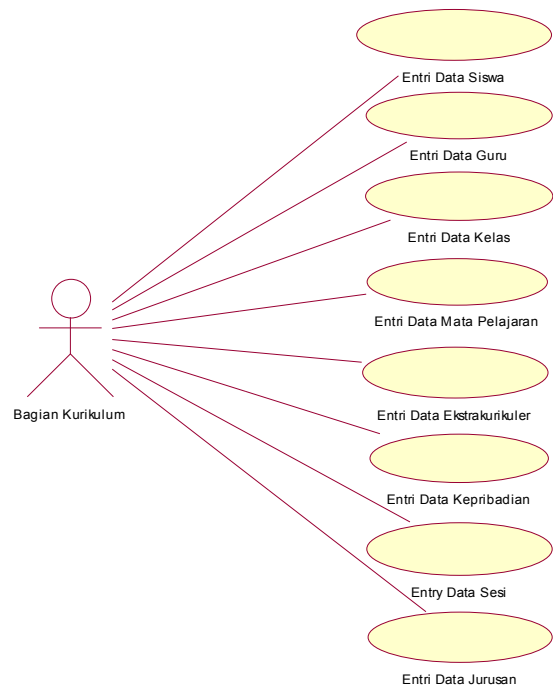 Entri Data Siswa
Entri Data Guru
Entri Data Kelas
Entri Data Mata Pelajaran
Bagian Kurikulum
Entri Data Ekstrakurikuler
Entri Data Kepribadian
Entry Data Sesi
Entri Data Jurusan